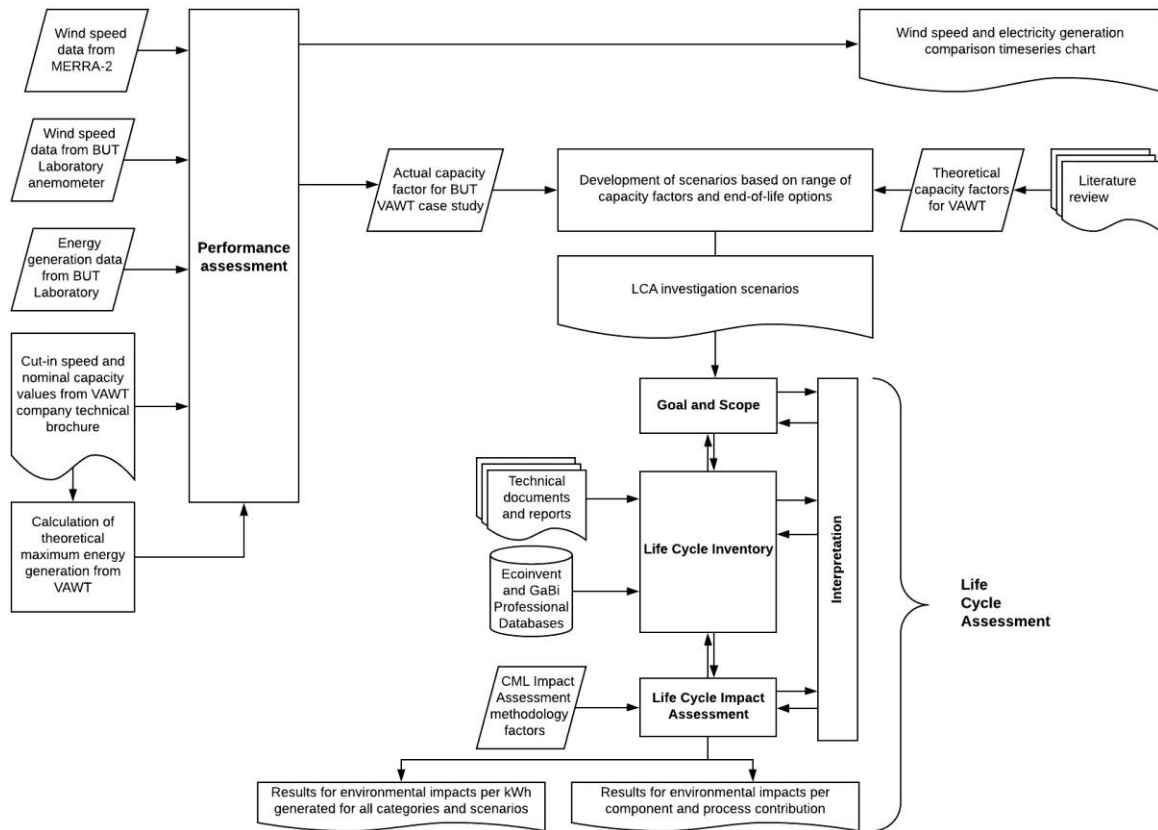 Wind speed
data from
MERRA-2
Wind speed and electricity generation
comparison timeseries chart
Wind speed
data from BUT
Laboratory
anemometer
Actual capacity
factor for BUT
VAWT case study
Development of scenarios based on range of
capacity factors and end-of-life options
Theoretical
capacity factors
for VAWT
Literature
review
Energy
generation data
from BUT
Laboratory
Performance
assessment
LCA investigation scenarios
Cut-in speed and
nominal capacity
values from VAWT
company technical
brochure
Goal and Scope
Calculation of
theoretical
maximum energy
generation from
VAWT
Technical
documents
and reports
Life Cycle Inventory
Interpretation
Ecoinvent
and GaBi
Professional
Databases
Life
Cycle
Assessment
CML Impact
Assessment
methodology
factors
Life Cycle Impact
Assessment
Results for environmental impacts per kWh
generated for all categories and scenarios
Results for environmental impacts per
component and process contribution